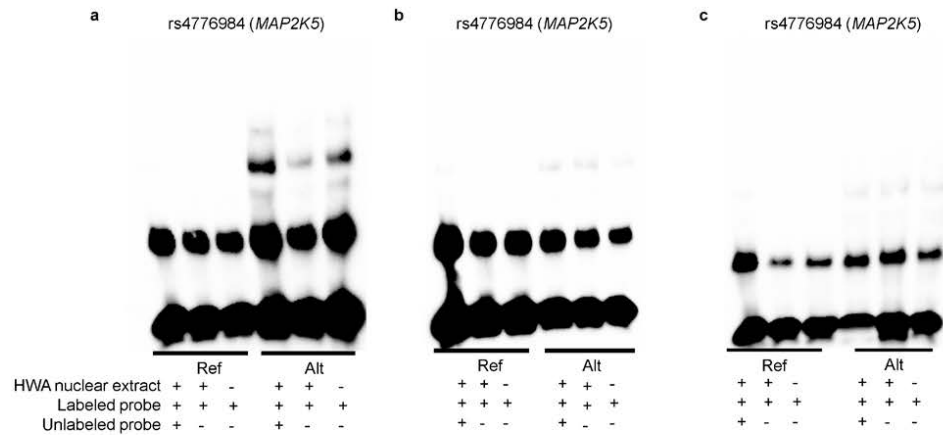 a rs4776984 (MAP2K5) b rs4776984 (MAP2K5) c rs4776984 (MAP2K5)
Ref Alt Ref Alt Ref Alt
HWA nuclear extract + + - + + - + + - + + - + + - + + -
Labeled probe + + + + + + + + + + + + + + + + + +
Unlabeled probe + - - + - - + - - + - - + - - + - -